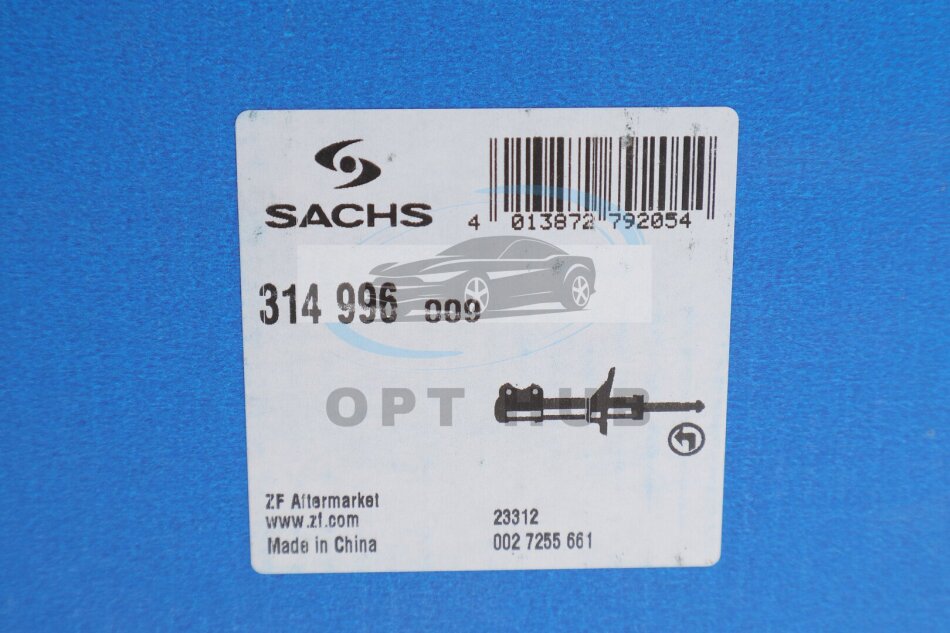 SACHS
4 013872 792054
314 996 009
OPT HUB
ZF Aftermarket
www.zf.com
Made in China
23312
002 7255 661